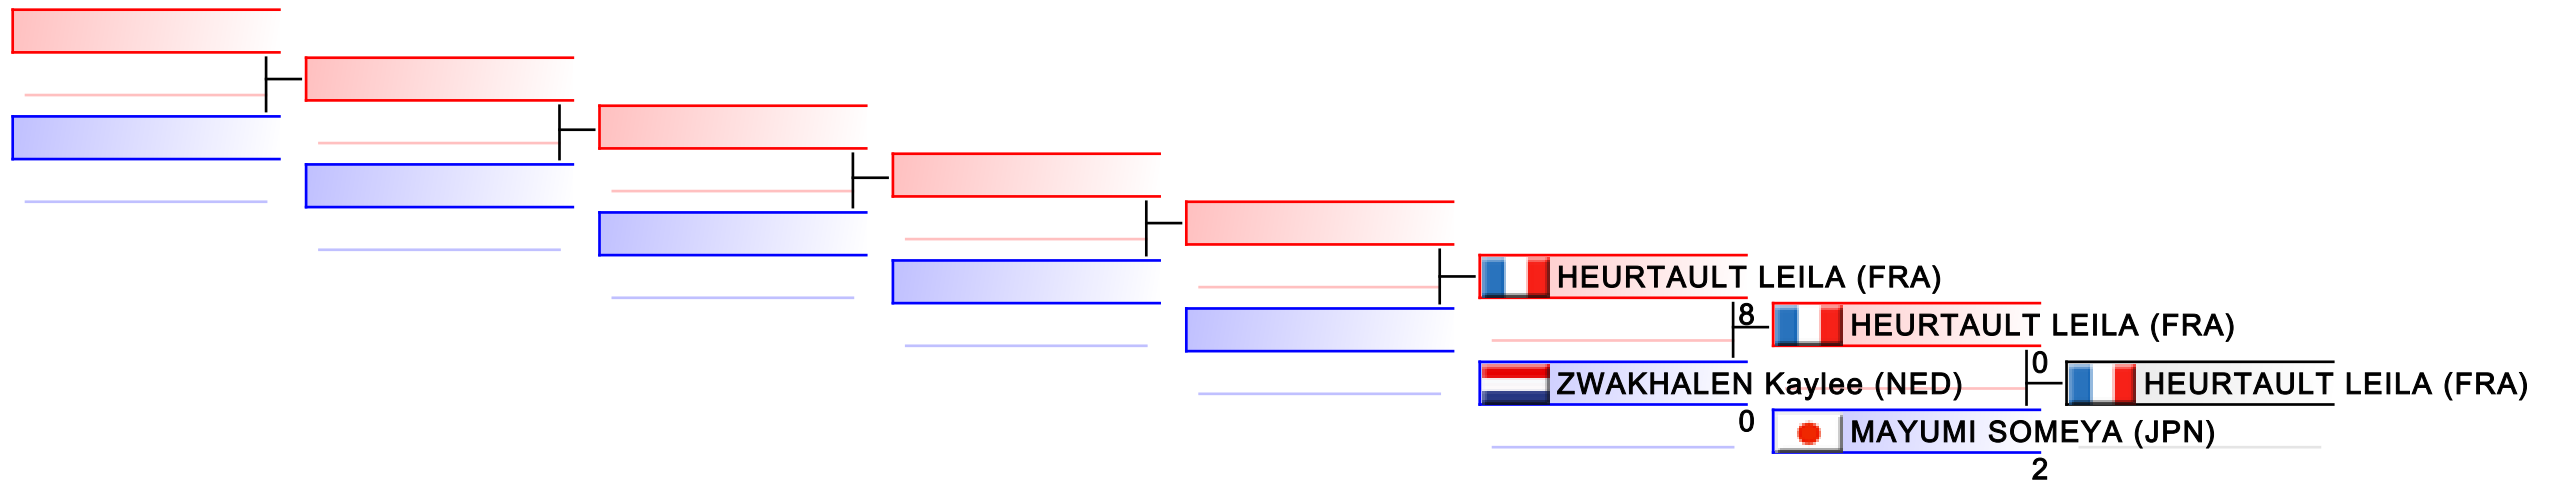 HEURTAULT LEILA (FRA)
8
HEURTAULT LEILA (FRA)
ZWAKHALEN Kaylee (NED)
0
HEURTAULT LEILA (FRA)
0
MAYUMI SOMEYA (JPN)
2